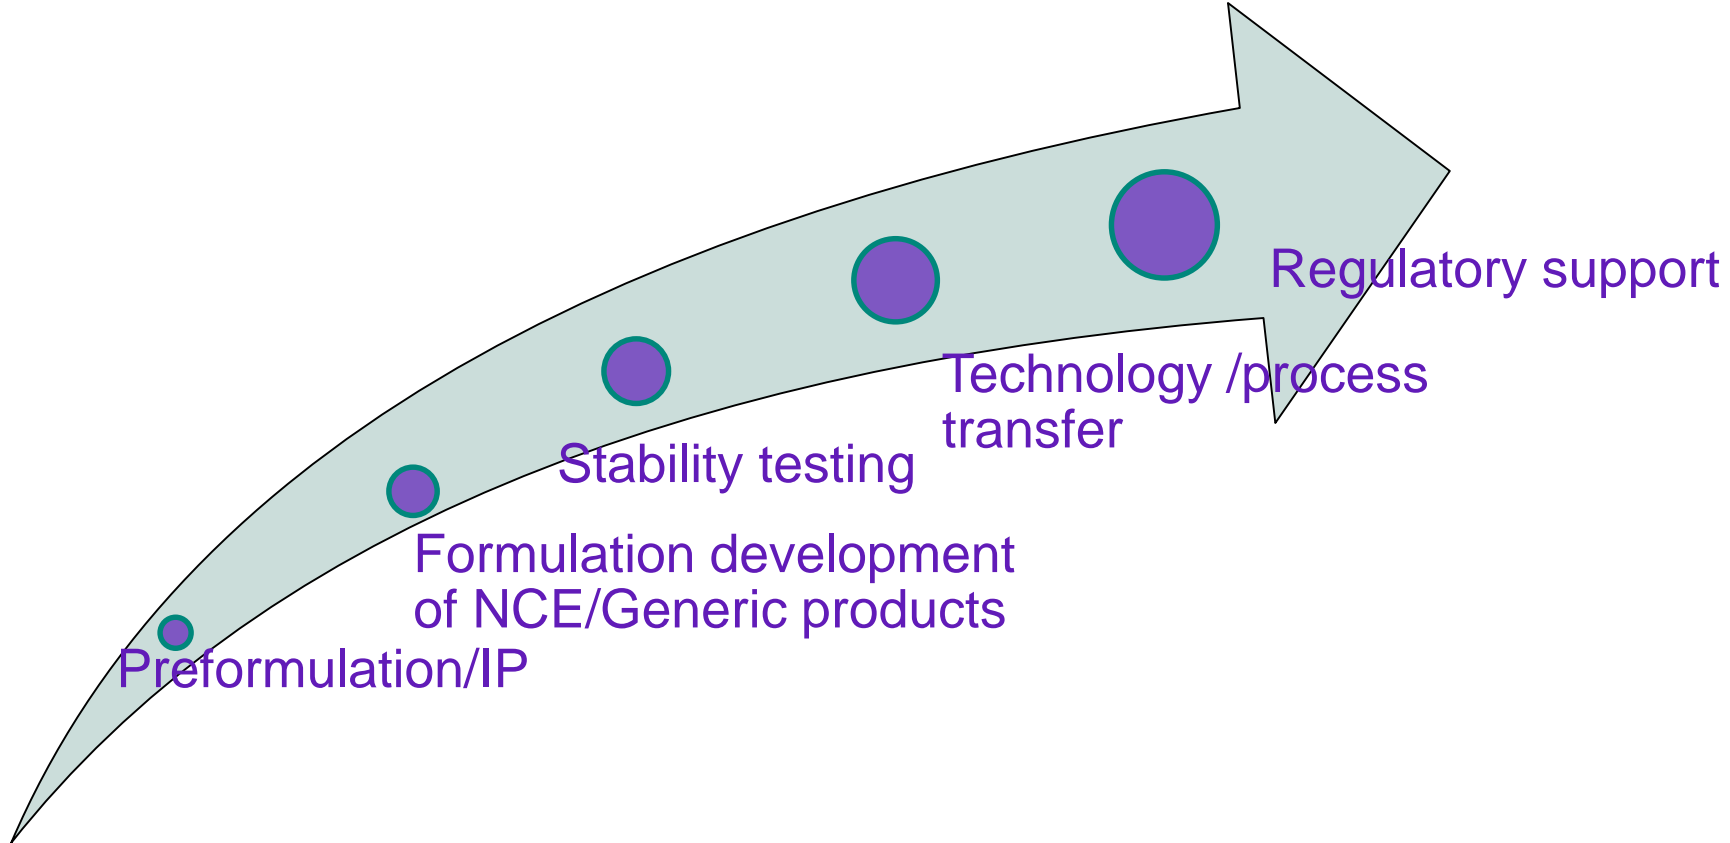 Regulatory support
Technology /process
transfer
Stability testing
Formulation development
of NCE/Generic products
Preformulation/IP